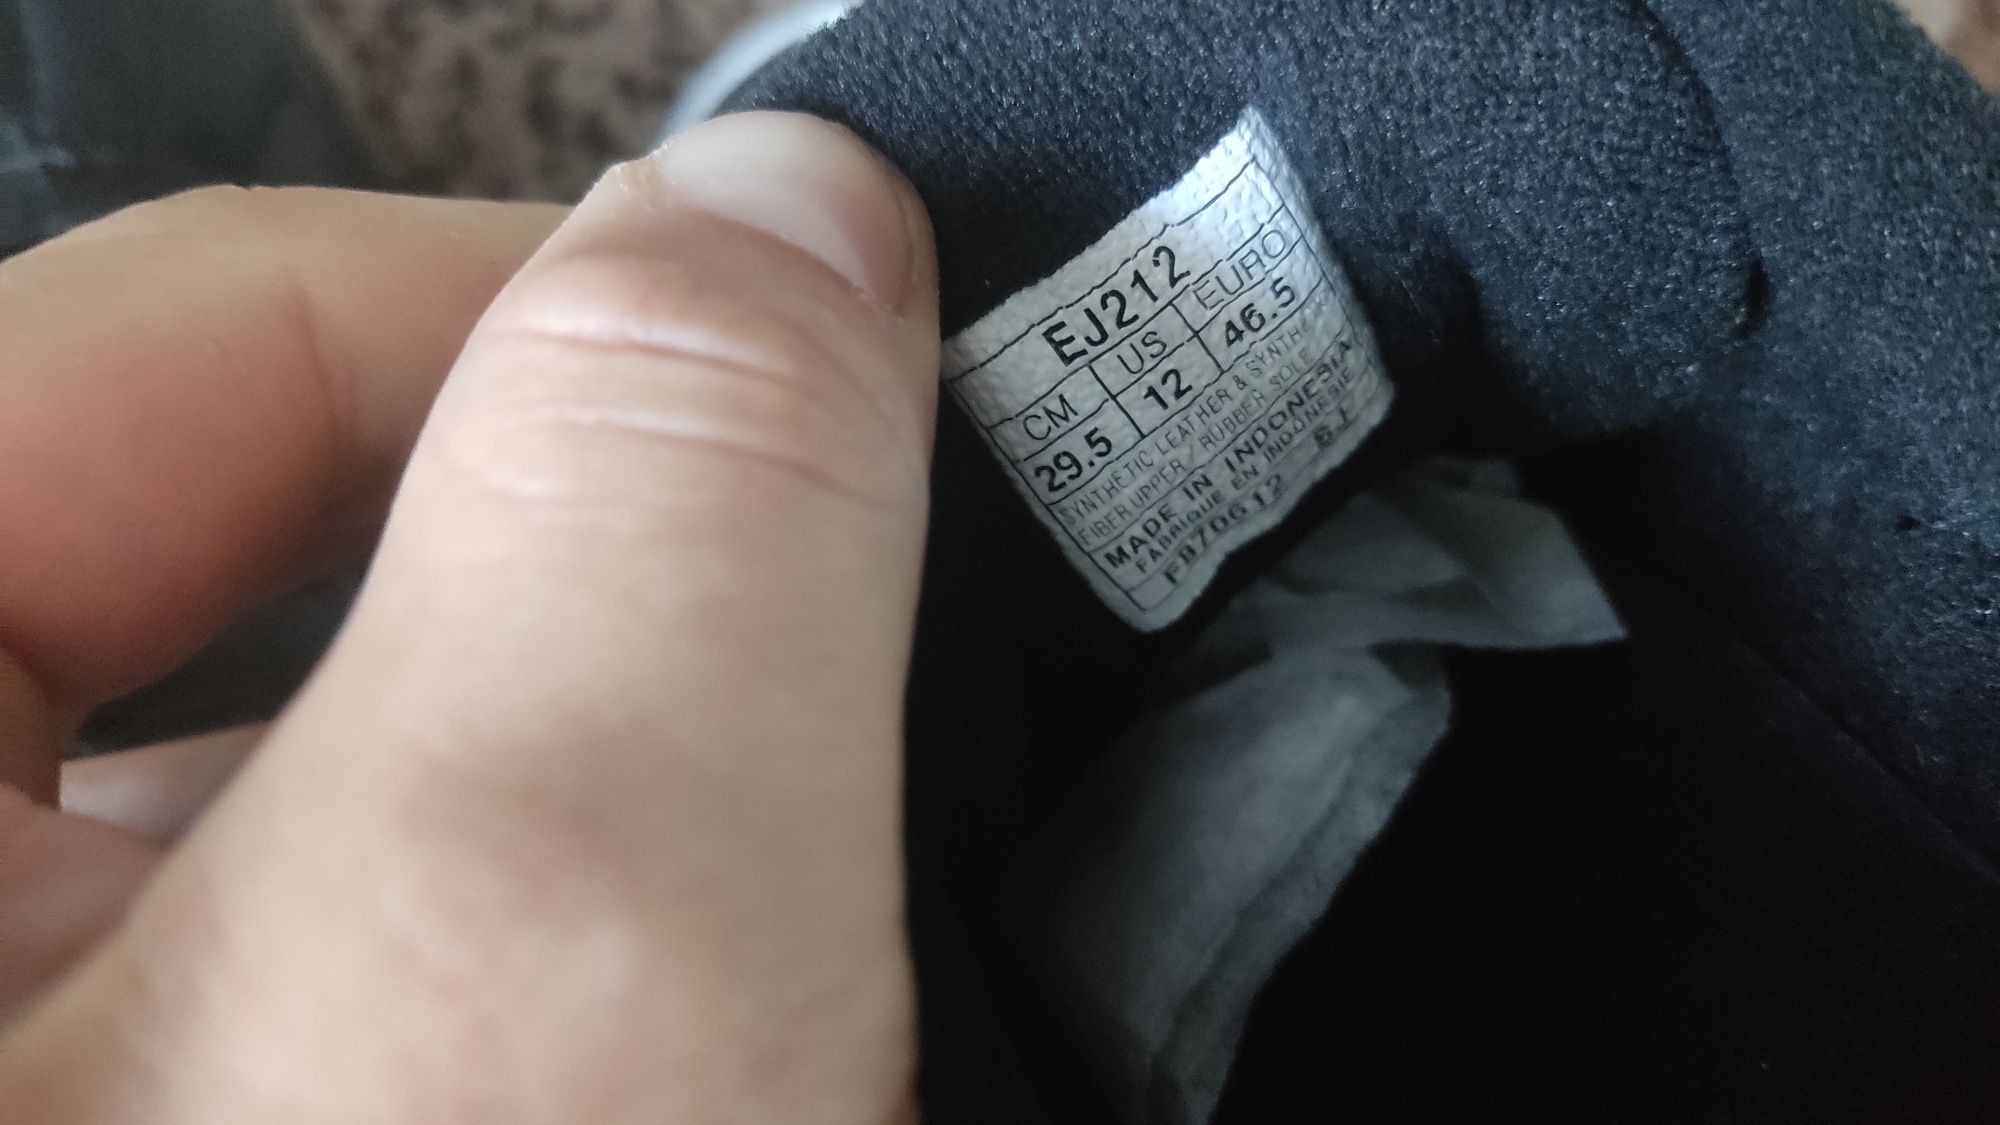 EJ212
CM US EURO
29.5 12 46.5
SYNTHETIC LEATHER & SYNTHETIC
FIBER UPPER / RUBBER SOLE
MADE IN INDONESIA
FABRIQUE EN INDONESIE
SJ